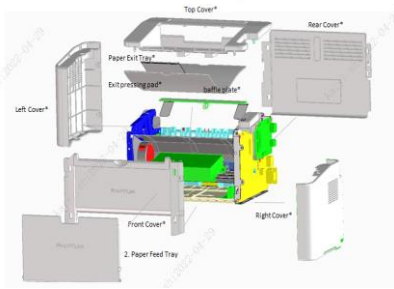 Top Cover*
Rear Cover*
Paper Exit Tray*
Exit pressing pad*
baffle plate*
Left Cover*
Front Cover*
Right Cover*
2. Paper Feed Tray